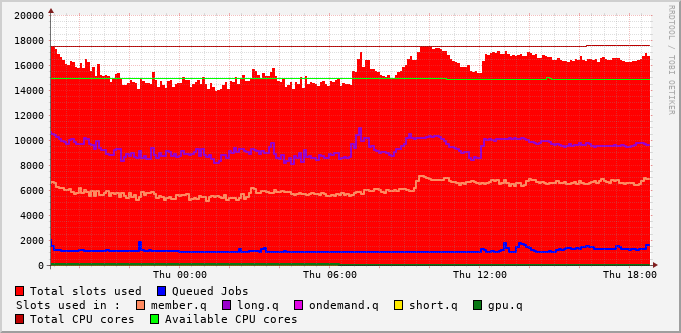 20000
18000
16000
14000
12000
10000
8000
6000
4000
2000
0
Thu 00:00 Thu 06:00 Thu 12:00 Thu 18:00
RRDTOOL / TOBI OETIKER
Total slots used Queued Jobs
Slots used in : member.q long.q ondemand.q short.q gpu.q
Total CPU cores Available CPU cores